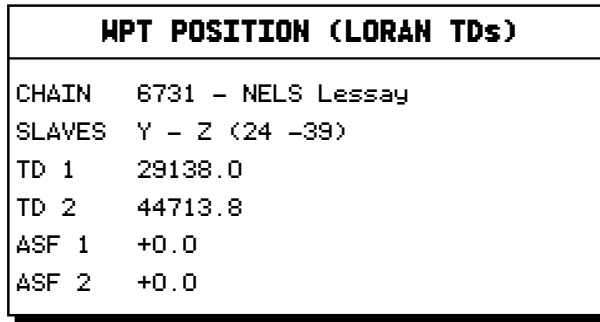 WPT POSITION (LORAN TDs)
CHAIN 6731 - NELS Lessay
SLAVES Y - Z (24 -39)
TD 1 29138.0
TD 2 44713.8
ASF 1 +0.0
ASF 2 +0.0